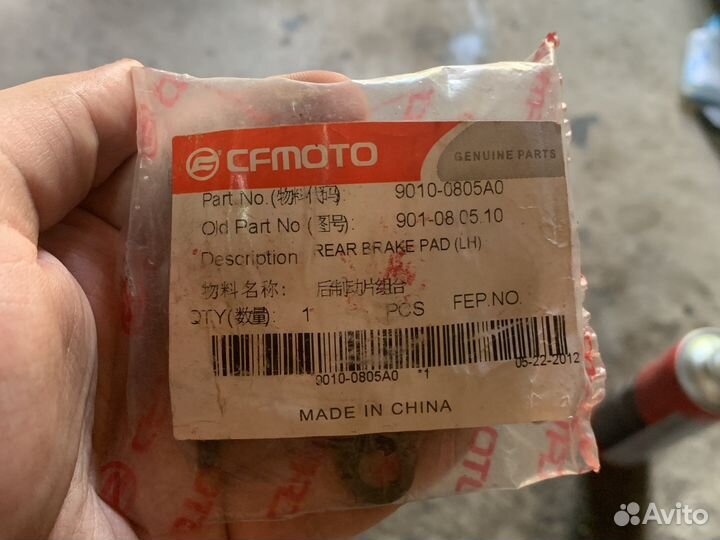 CFMOTO GENUINE PARTS
Part.No.(物料代码): 9010-0805A0
Old Part No (图号): 901-08.05.10
Description REAR BRAKE PAD (LH)
物料名称: 后制动片组合
QTY(数量): 1 PCS FEP.NO.
9010-0805A0 *1 05-22-2012
MADE IN CHINA
Avito